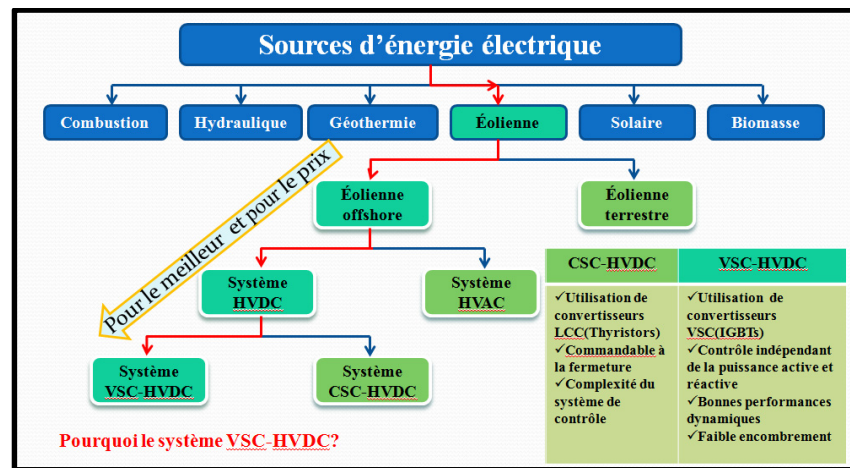 Sources d'énergie électrique
Combustion
Hydraulique
Géothermie
Éolienne
Solaire
Biomasse
Pour le meilleur et pour le prix
Éolienne
offshore
Éolienne
terrestre
Système
HVDC
Système
HVAC
Système
VSC-HVDC
Système
CSC-HVDC
CSC-HVDC
✓Utilisation de
convertisseurs
LCC(Thyristors)
✓Commandable à
la fermeture
✓Complexité du
système de
contrôle
VSC-HVDC
✓Utilisation de
convertisseurs
VSC(IGBTs)
✓Contrôle indépendant
de la puissance active et
réactive
✓Bonnes performances
dynamiques
✓Faible encombrement
Pourquoi le système VSC-HVDC?